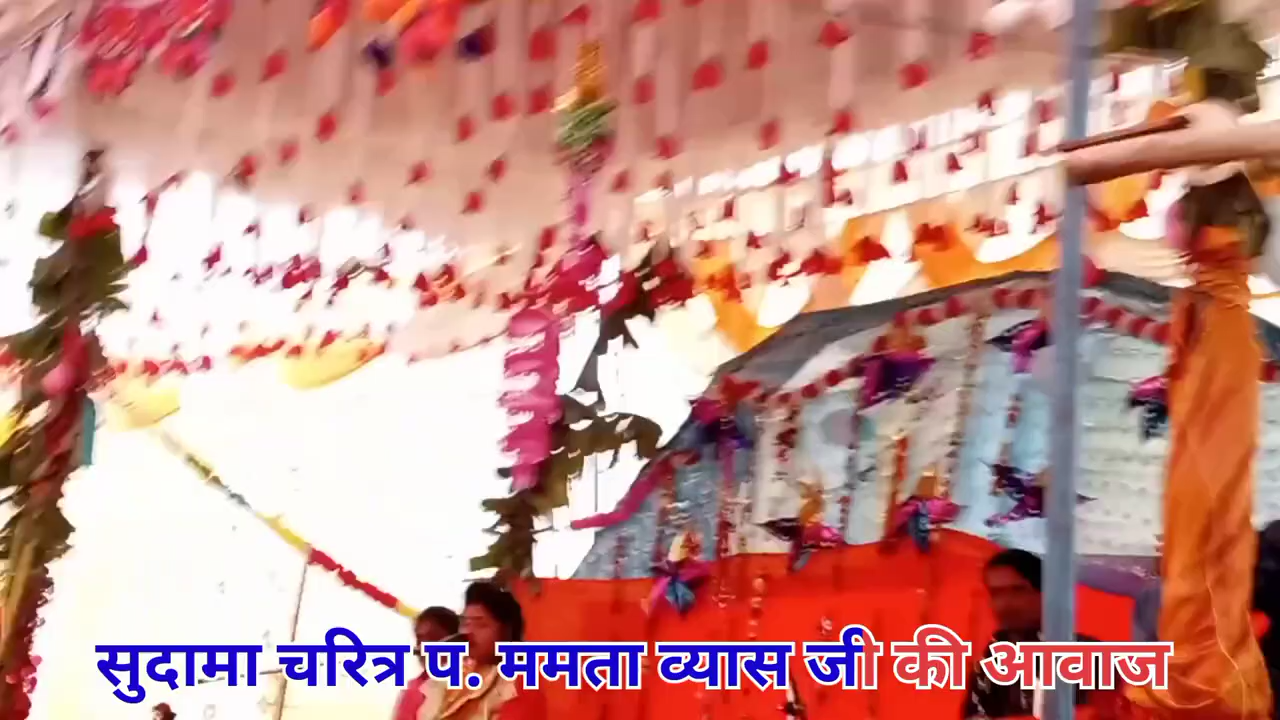 सुदामा चरित्र प. ममता व्यास जी की आवाज